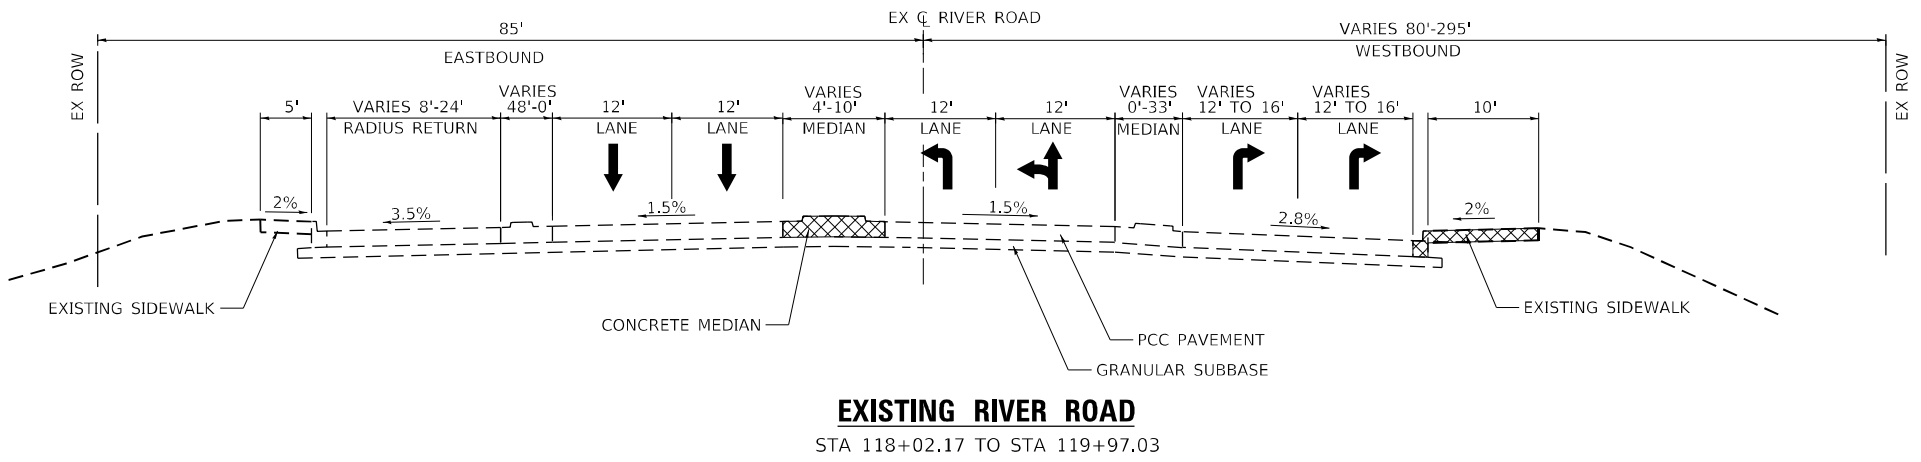 EX ℄ RIVER ROAD
85'
VARIES 80'-295'
EASTBOUND
WESTBOUND
EX ROW
EX ROW
5'
VARIES 8'-24'
RADIUS RETURN
VARIES
48'-0'
12'
LANE
12'
LANE
VARIES
4'-10'
MEDIAN
12'
LANE
12'
LANE
VARIES
0'-33'
MEDIAN
VARIES
12' TO 16'
LANE
VARIES
12' TO 16'
LANE
10'
2%
3.5%
1.5%
1.5%
2.8%
2%
EXISTING SIDEWALK
CONCRETE MEDIAN
PCC PAVEMENT
GRANULAR SUBBASE
EXISTING SIDEWALK
EXISTING RIVER ROAD
STA 118+02.17 TO STA 119+97.03